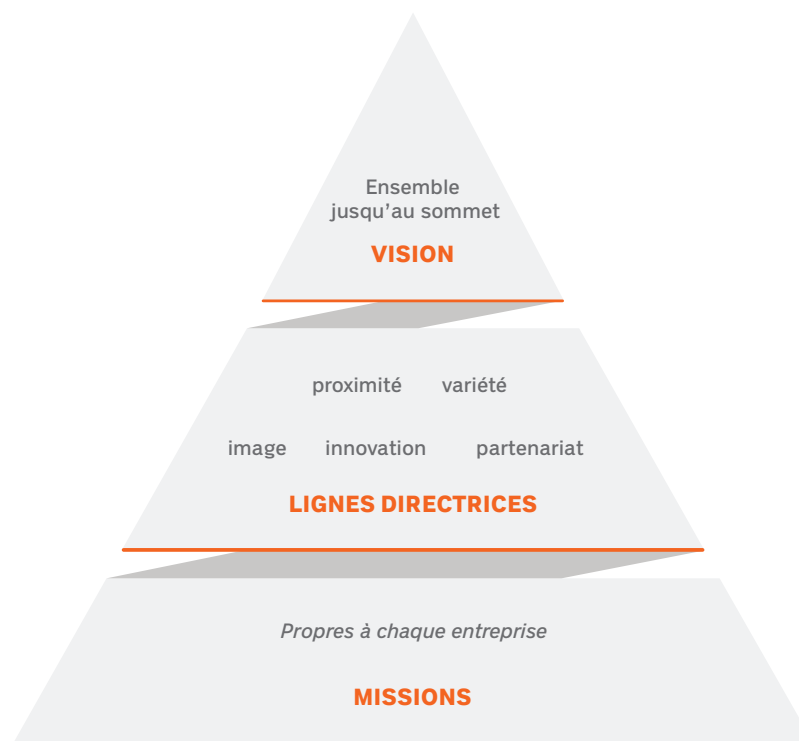 Ensemble
jusqu’au sommet
VISION
proximité variété
image innovation partenariat
LIGNES DIRECTRICES
Propres à chaque entreprise
MISSIONS